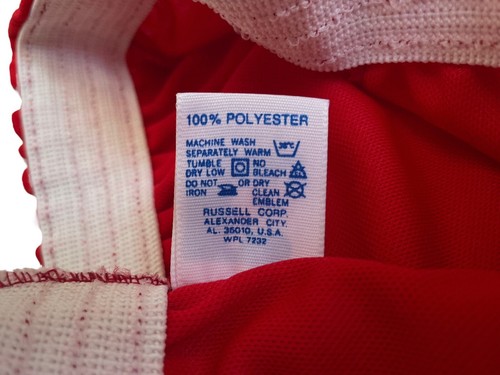 100% POLYESTER
MACHINE WASH
SEPARATELY WARM 30°C
TUMBLE NO
DRY LOW BLEACH
DO NOT OR DRY
IRON CLEAN
EMBLEM
RUSSELL CORP.
ALEXANDER CITY,
AL. 35010, U.S.A.
WPL 7232